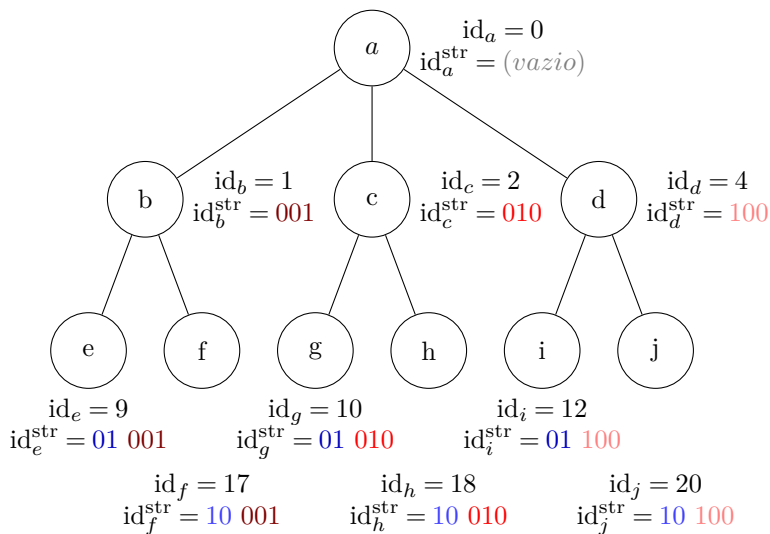 a
id_a = 0
id_a^str = (vazio)
b
id_b = 1
id_b^str = 001
c
id_c = 2
id_c^str = 010
d
id_d = 4
id_d^str = 100
e
f
g
h
i
j
id_e = 9
id_e^str = 01 001
id_g = 10
id_g^str = 01 010
id_i = 12
id_i^str = 01 100
id_f = 17
id_f^str = 10 001
id_h = 18
id_h^str = 10 010
id_j = 20
id_j^str = 10 100